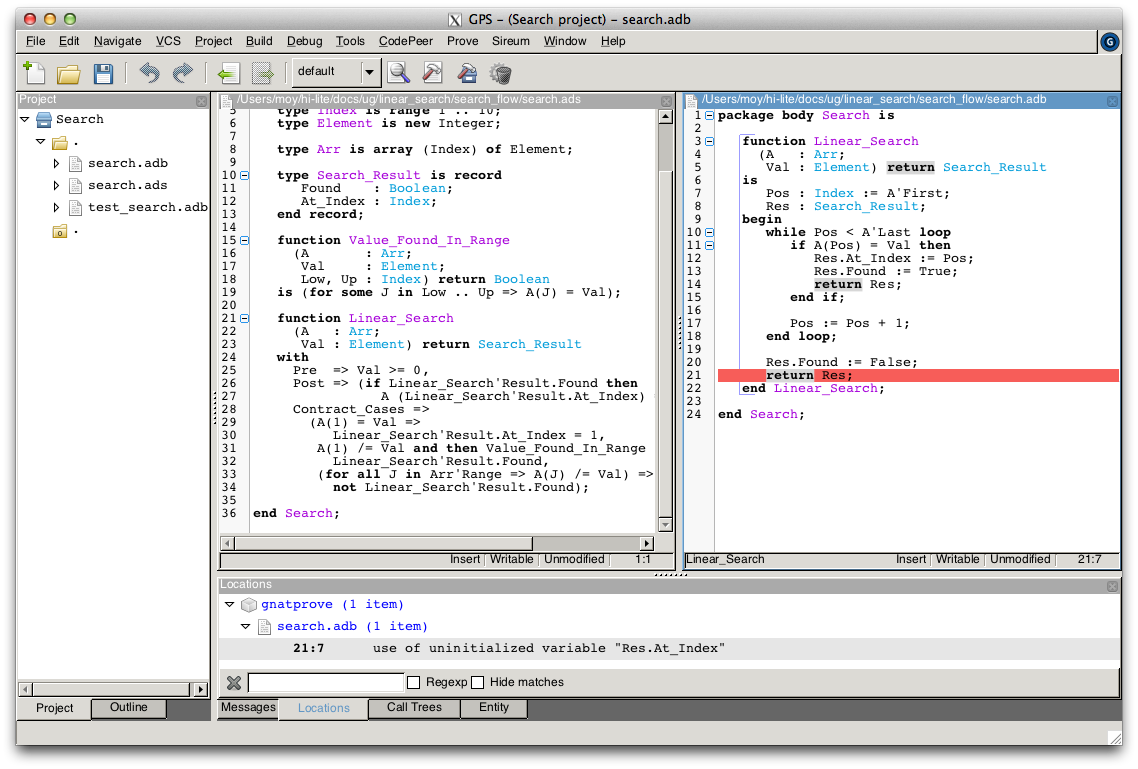 GPS - (Search project) - search.adb
File Edit Navigate VCS Project Build Debug Tools CodePeer Prove Sireum Window Help
G
default
Project
Search
.
search.adb
search.ads
test_search.adb
.
Project Outline
/Users/moy/hi-lite/docs/ug/linear_search/search_flow/search.ads
5    type Index is range 1 .. 10;
6    type Element is new Integer;
7
8    type Arr is array (Index) of Element;
9
10    type Search_Result is record
11       Found    : Boolean;
12       At_Index : Index;
13    end record;
14
15    function Value_Found_In_Range
16      (A       : Arr;
17       Val     : Element;
18       Low, Up : Index) return Boolean
19    is (for some J in Low .. Up => A(J) = Val);
20
21    function Linear_Search
22      (A   : Arr;
23       Val : Element) return Search_Result
24    with
25      Pre  => Val >= 0,
26      Post => (if Linear_Search'Result.Found then
27                 A (Linear_Search'Result.At_Index)
28      Contract_Cases =>
29        (A(1) = Val =>
30           Linear_Search'Result.At_Index = 1,
31         A(1) /= Val and then Value_Found_In_Range
32           Linear_Search'Result.Found,
33         (for all J in Arr'Range => A(J) /= Val) =>
34           not Linear_Search'Result.Found);
35
36 end Search;
Insert Writable Unmodified 1:1
/Users/moy/hi-lite/docs/ug/linear_search/search_flow/search.adb
1 package body Search is
2
3    function Linear_Search
4      (A   : Arr;
5       Val : Element) return Search_Result
6    is
7       Pos : Index := A'First;
8       Res : Search_Result;
9    begin
10       while Pos < A'Last loop
11          if A(Pos) = Val then
12             Res.At_Index := Pos;
13             Res.Found := True;
14             return Res;
15          end if;
16
17          Pos := Pos + 1;
18       end loop;
19
20       Res.Found := False;
21       return Res;
22    end Linear_Search;
23
24 end Search;
Linear_Search Insert Writable Unmodified 21:7
Locations
gnatprove (1 item)
search.adb (1 item)
21:7 use of uninitialized variable "Res.At_Index"
Regexp Hide matches
Messages Locations Call Trees Entity